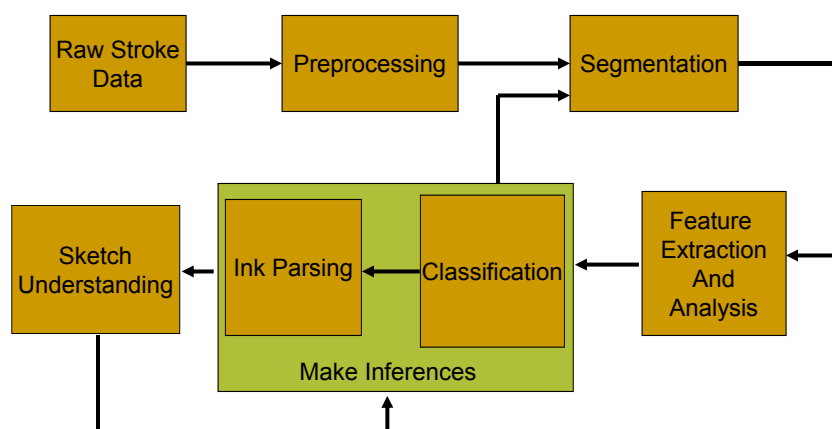 Raw Stroke
Data
Preprocessing
Segmentation
Sketch
Understanding
Ink Parsing
Classification
Feature
Extraction
And
Analysis
Make Inferences